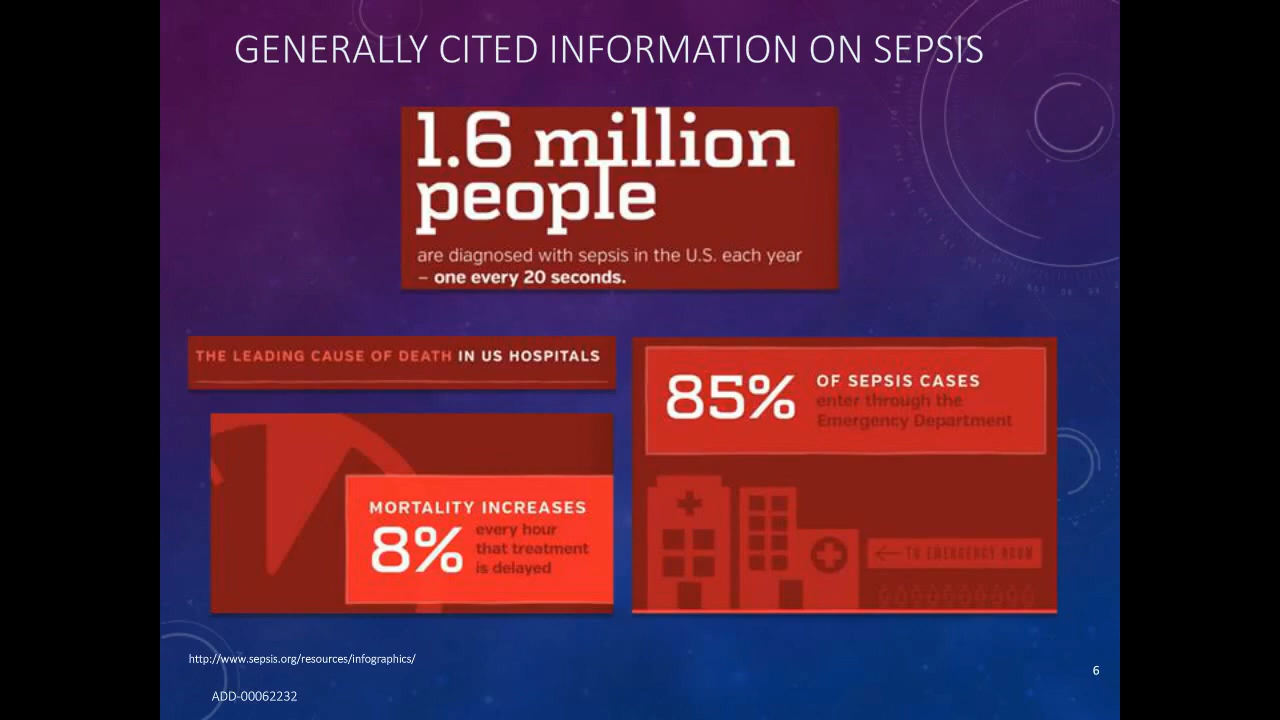 GENERALLY CITED INFORMATION ON SEPSIS
1.6 million
people
are diagnosed with sepsis in the U.S. each year
– one every 20 seconds.
THE LEADING CAUSE OF DEATH IN US HOSPITALS
85% OF SEPSIS CASES
enter through the
Emergency Department
MORTALITY INCREASES
8% every hour
that treatment
is delayed
TO EMERGENCY ROOM
http://www.sepsis.org/resources/infographics/
6
ADD-00062232